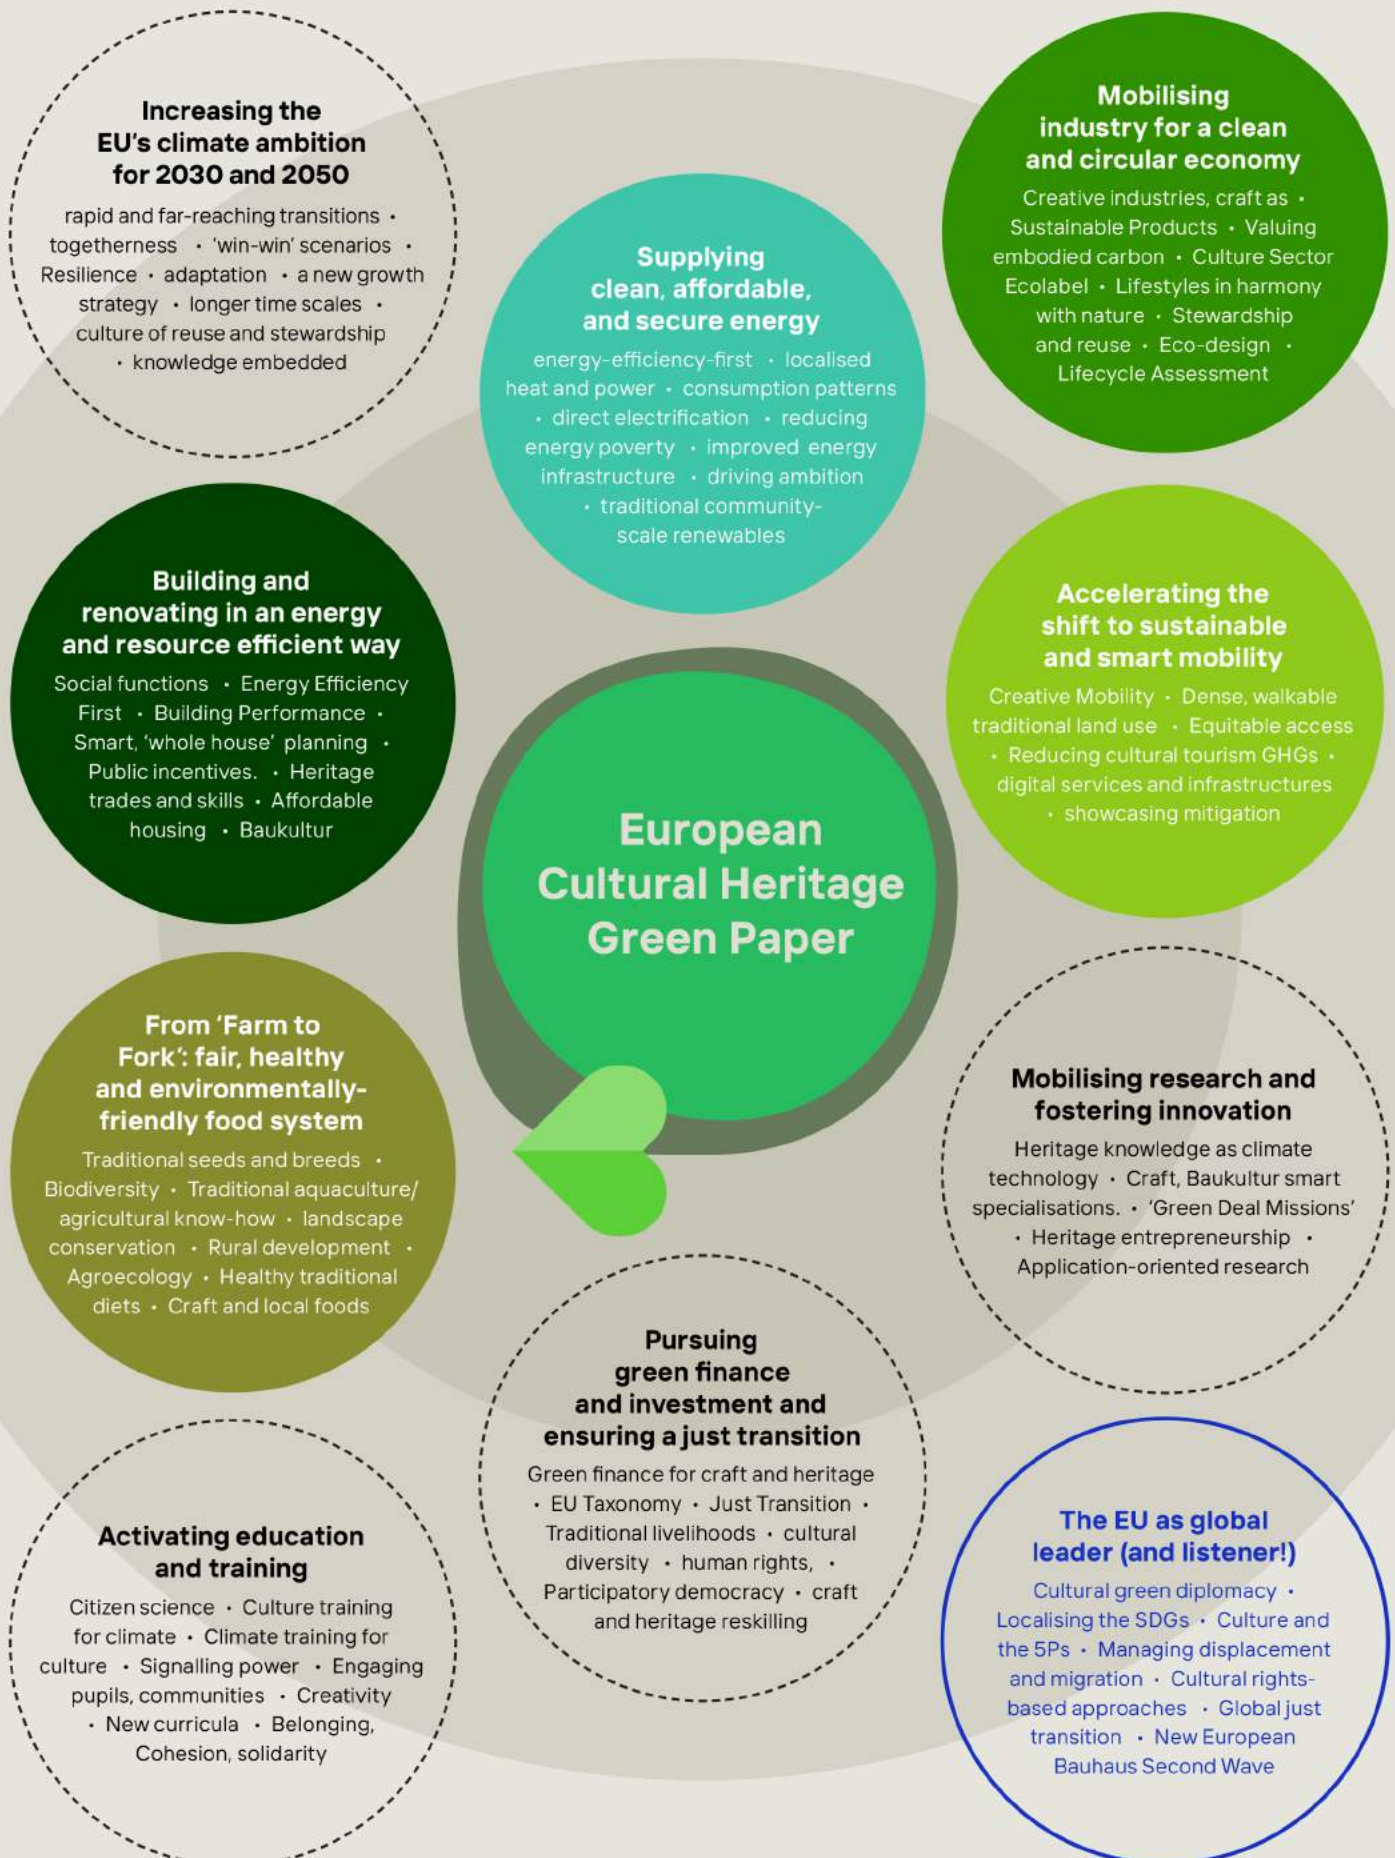 Increasing the
EU's climate ambition
for 2030 and 2050
rapid and far-reaching transitions •
togetherness • 'win-win' scenarios •
Resilience • adaptation • a new growth
strategy • longer time scales •
culture of reuse and stewardship
• knowledge embedded
Supplying
clean, affordable,
and secure energy
energy-efficiency-first • localised
heat and power • consumption patterns
• direct electrification • reducing
energy poverty • improved energy
infrastructure • driving ambition
• traditional community-
scale renewables
Mobilising
industry for a clean
and circular economy
Creative industries, craft as •
Sustainable Products • Valuing
embodied carbon • Culture Sector
Ecolabel • Lifestyles in harmony
with nature • Stewardship
and reuse • Eco-design •
Lifecycle Assessment
Building and
renovating in an energy
and resource efficient way
Social functions • Energy Efficiency
First • Building Performance •
Smart, 'whole house' planning •
Public incentives. • Heritage
trades and skills • Affordable
housing • Baukultur
Accelerating the
shift to sustainable
and smart mobility
Creative Mobility • Dense, walkable
traditional land use • Equitable access
• Reducing cultural tourism GHGs •
digital services and infrastructures
• showcasing mitigation
European
Cultural Heritage
Green Paper
From 'Farm to
Fork': fair, healthy
and environmentally-
friendly food system
Traditional seeds and breeds •
Biodiversity • Traditional aquaculture/
agricultural know-how • landscape
conservation • Rural development •
Agroecology • Healthy traditional
diets • Craft and local foods
Mobilising research and
fostering innovation
Heritage knowledge as climate
technology • Craft, Baukultur smart
specialisations. • 'Green Deal Missions'
• Heritage entrepreneurship •
Application-oriented research
Pursuing
green finance
and investment and
ensuring a just transition
Green finance for craft and heritage
• EU Taxonomy • Just Transition •
Traditional livelihoods • cultural
diversity • human rights, •
Participatory democracy • craft
and heritage reskilling
Activating education
and training
Citizen science • Culture training
for climate • Climate training for
culture • Signalling power • Engaging
pupils, communities • Creativity
• New curricula • Belonging,
Cohesion, solidarity
The EU as global
leader (and listener!)
Cultural green diplomacy •
Localising the SDGs • Culture and
the 5Ps • Managing displacement
and migration • Cultural rights-
based approaches • Global just
transition • New European
Bauhaus Second Wave